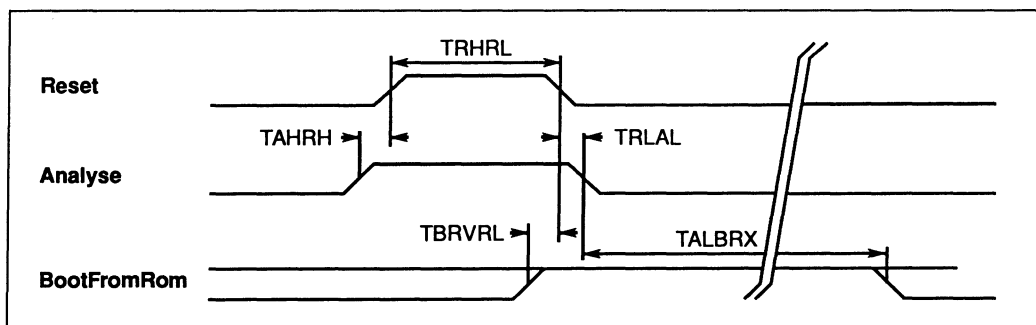 TRHRL
Reset
TAHRH
TRLAL
Analyse
TBRVRL
TALBRX
BootFromRom